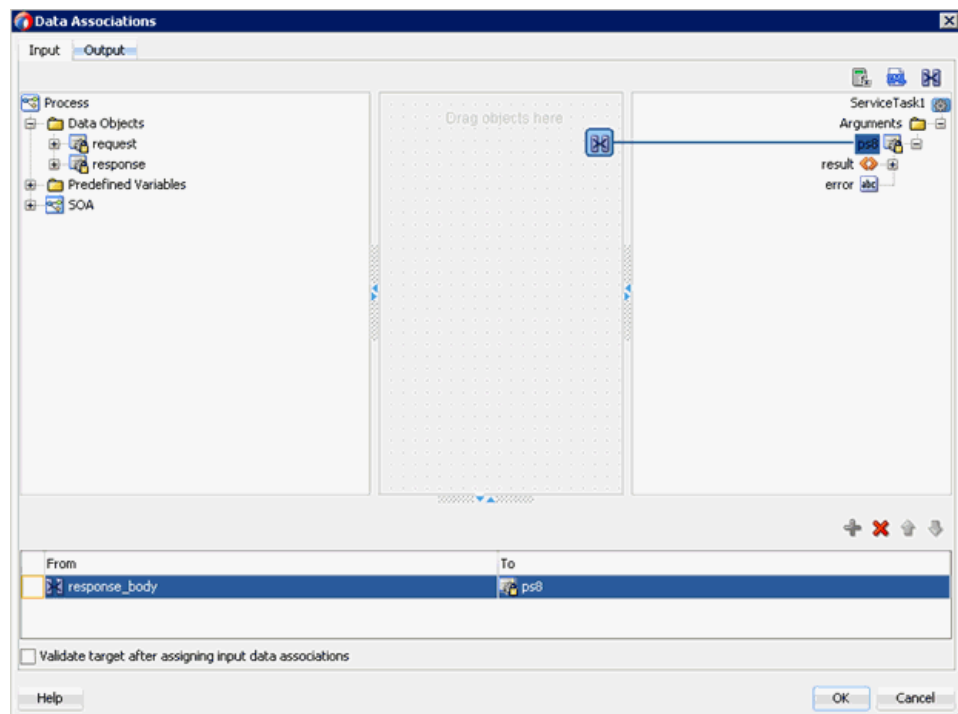 Data Associations
Input Output
Process
Data Objects
request
response
Predefined Variables
SOA
Drag objects here
ServiceTask1
Arguments
ps8
result
error abc
From To
response_body ps8
Validate target after assigning input data associations
Help OK Cancel